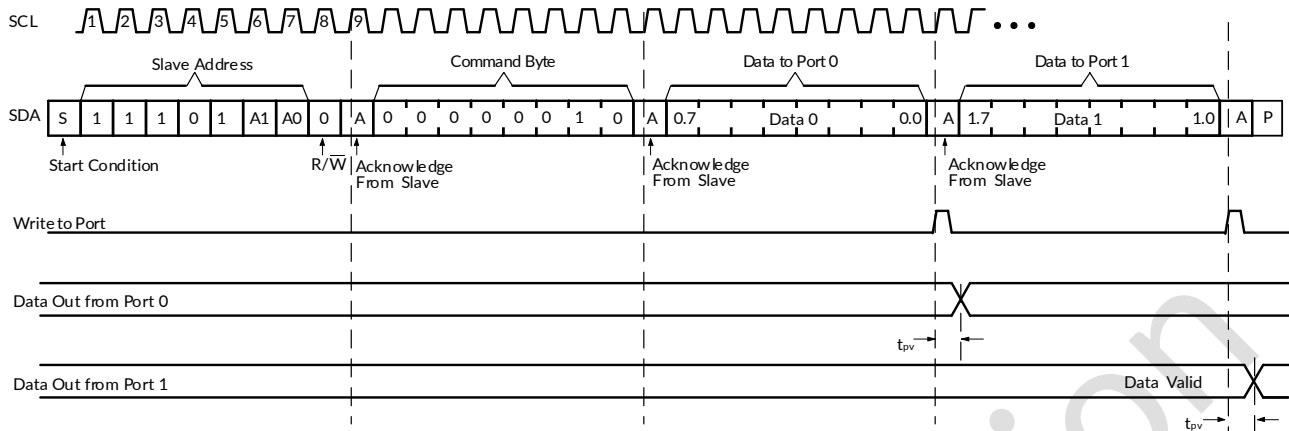 SCL 1 2 3 4 5 6 7 8 9
Slave Address Command Byte Data to Port 0 Data to Port 1
SDA S 1 1 1 0 1 A1 A0 0 A 0 0 0 0 0 0 1 0 A 0.7 Data 0 0.0 A 1.7 Data 1 1.0 A P
Start Condition R/W̅ Acknowledge From Slave Acknowledge From Slave Acknowledge From Slave
Write to Port
Data Out from Port 0
tpv
Data Out from Port 1 Data Valid
tpv